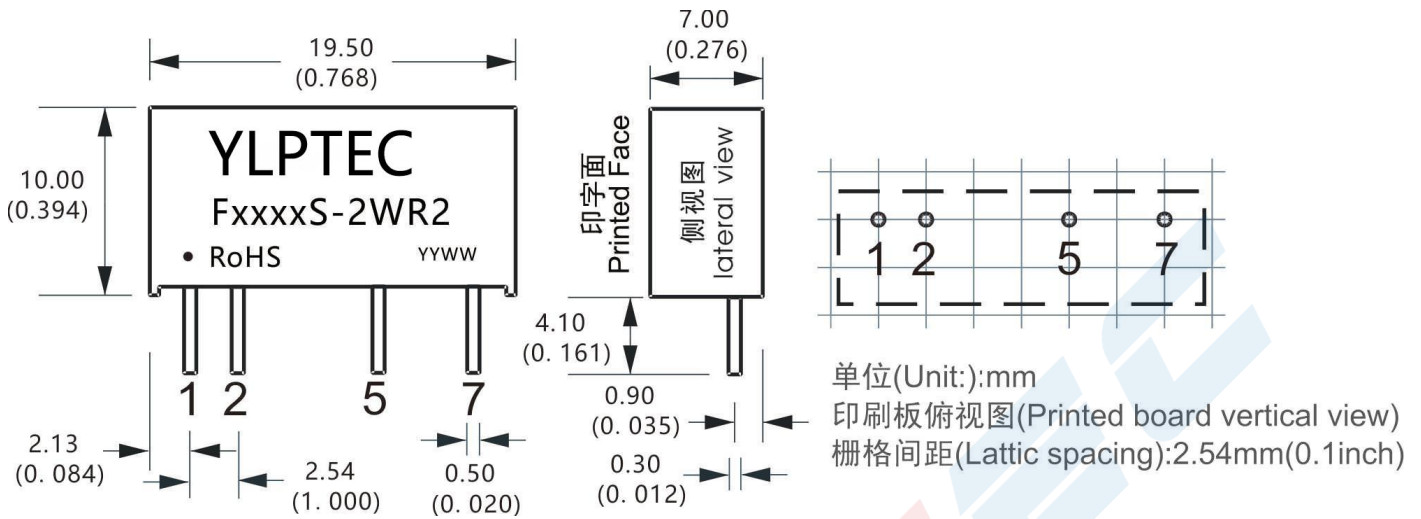 19.50
(0.768)
7.00
(0.276)
10.00
(0.394)
YLPTEC
FxxxxS-2WR2
• RoHS YYWW
印字面
Printed Face
侧视图
lateral view
4.10
(0. 161)
1 2 5 7
1 2 5 7
0.90
(0. 035)
2.13
(0. 084)
2.54
(1. 000)
0.50
(0. 020)
0.30
(0. 012)
单位(Unit:):mm
印刷板俯视图(Printed board vertical view)
栅格间距(Lattic spacing):2.54mm(0.1inch)